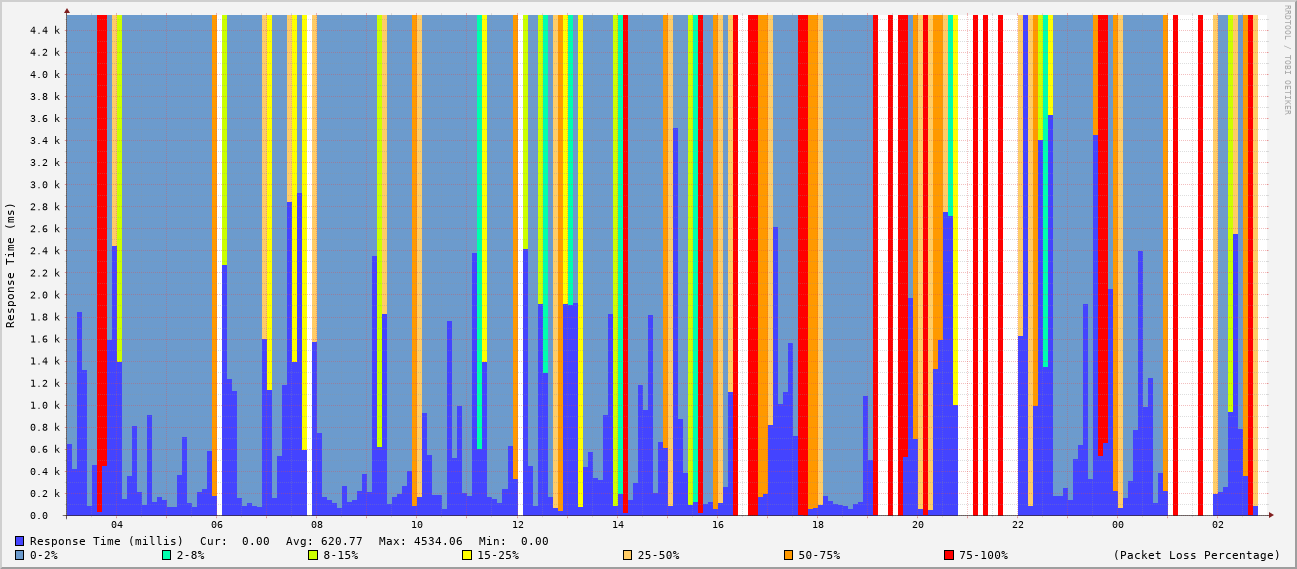 RRDTOOL / TOBI OETIKER
Response Time (ms)
4.4 k
4.2 k
4.0 k
3.8 k
3.6 k
3.4 k
3.2 k
3.0 k
2.8 k
2.6 k
2.4 k
2.2 k
2.0 k
1.8 k
1.6 k
1.4 k
1.2 k
1.0 k
0.8 k
0.6 k
0.4 k
0.2 k
0.0
04 06 08 10 12 14 16 18 20 22 00 02
Response Time (millis) Cur: 0.00 Avg: 620.77 Max: 4534.06 Min: 0.00
0-2% 2-8% 8-15% 15-25% 25-50% 50-75% 75-100% (Packet Loss Percentage)